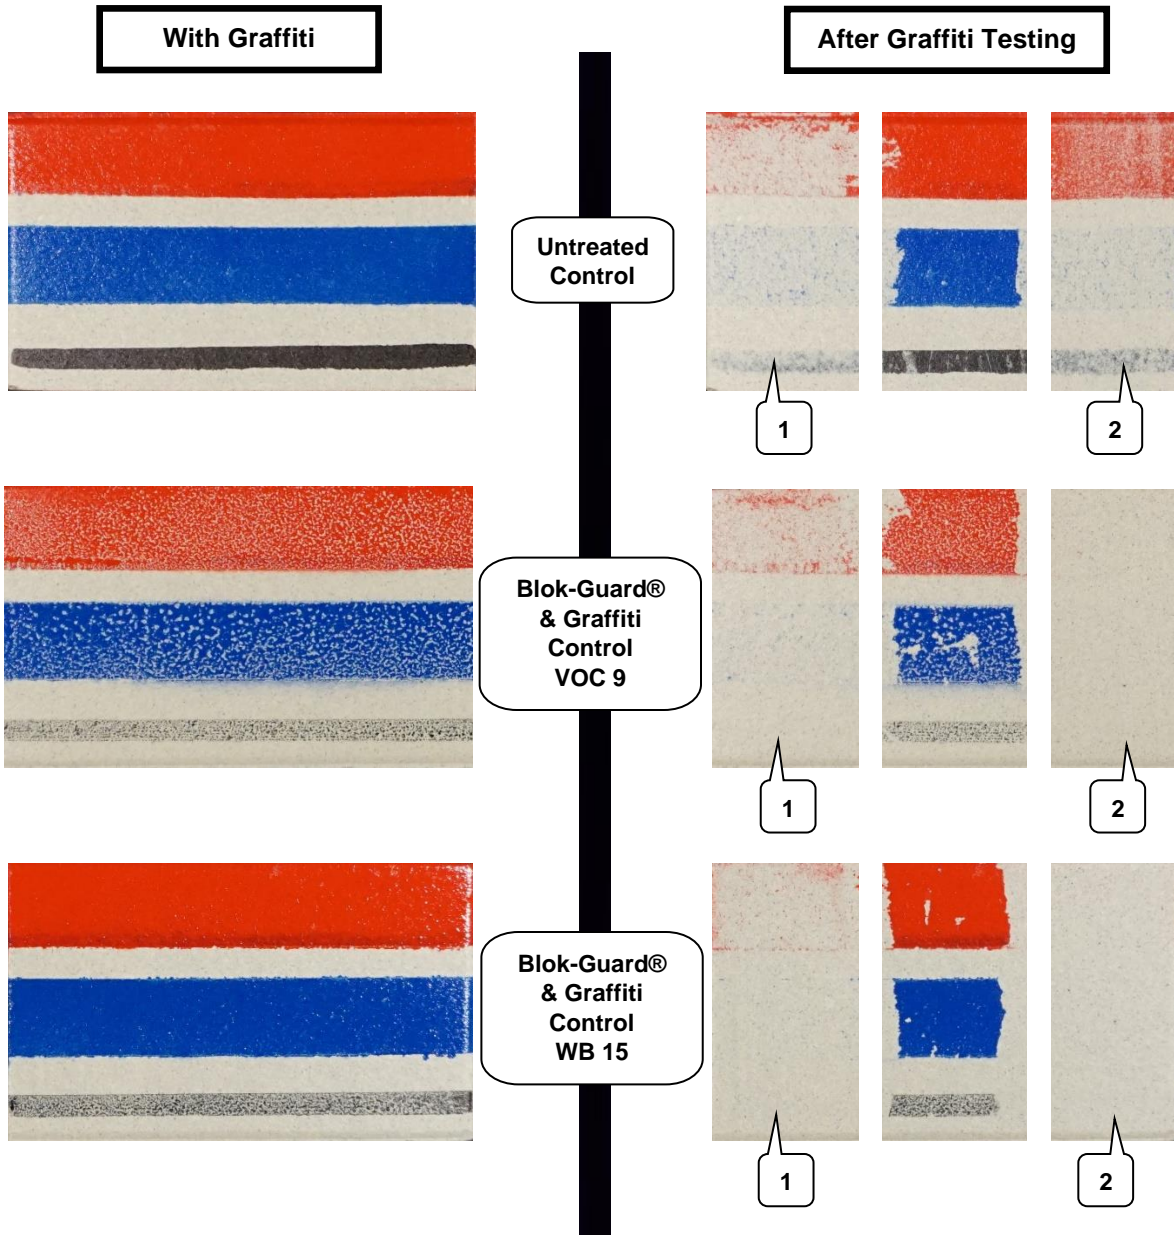 With Graffiti
After Graffiti Testing
Untreated
Control
1
2
Blok-Guard®
& Graffiti
Control
VOC 9
1
2
Blok-Guard®
& Graffiti
Control
WB 15
1
2